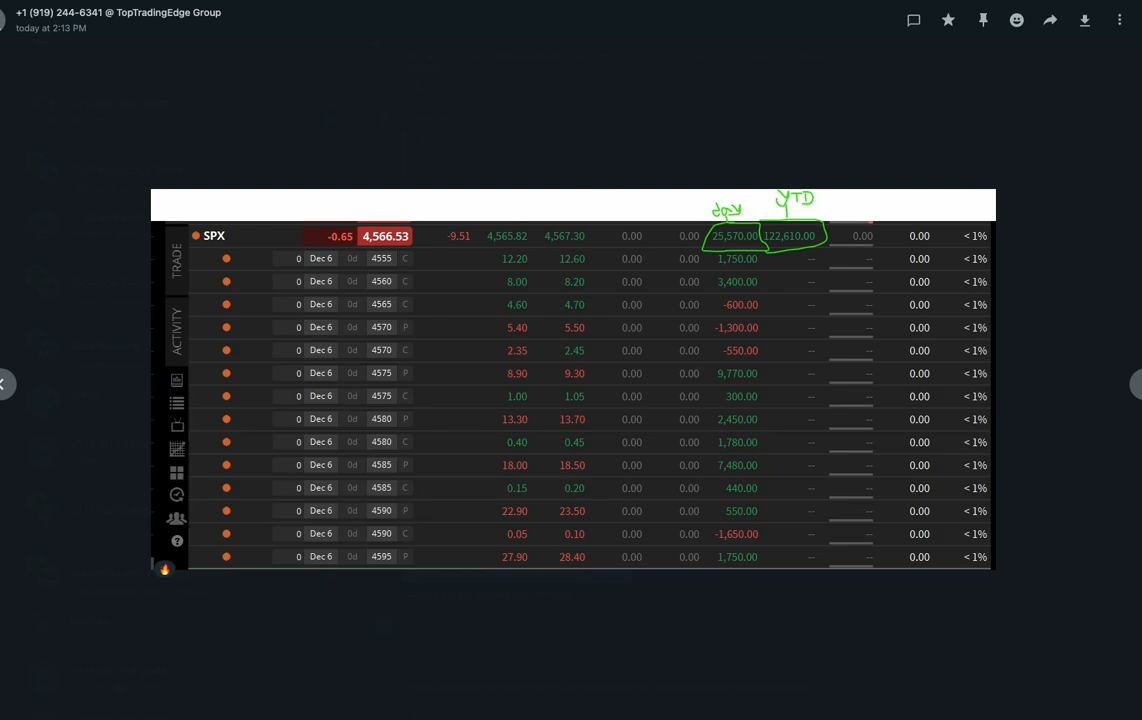 +1 (919) 244-6341 @ TopTradingEdge Group
today at 2:13 PM
day YTD
SPX -0.65 4,566.53 -9.51 4,565.82 4,567.30 0.00 0.00 25,570.00 122,610.00 0.00 0.00 <1%
0 Dec 6 0d 4555 C 12.20 12.60 0.00 0.00 1,750.00 -- -- 0.00 <1%
0 Dec 6 0d 4560 C 8.00 8.20 0.00 0.00 3,400.00 -- -- 0.00 <1%
0 Dec 6 0d 4565 C 4.60 4.70 0.00 0.00 -600.00 -- -- 0.00 <1%
0 Dec 6 0d 4570 P 5.40 5.50 0.00 0.00 -1,300.00 -- -- 0.00 <1%
0 Dec 6 0d 4570 C 2.35 2.45 0.00 0.00 -550.00 -- -- 0.00 <1%
0 Dec 6 0d 4575 P 8.90 9.30 0.00 0.00 9,770.00 -- -- 0.00 <1%
0 Dec 6 0d 4575 C 1.00 1.05 0.00 0.00 300.00 -- -- 0.00 <1%
0 Dec 6 0d 4580 P 13.30 13.70 0.00 0.00 2,450.00 -- -- 0.00 <1%
0 Dec 6 0d 4580 C 0.40 0.45 0.00 0.00 1,780.00 -- -- 0.00 <1%
0 Dec 6 0d 4585 P 18.00 18.50 0.00 0.00 7,480.00 -- -- 0.00 <1%
0 Dec 6 0d 4585 C 0.15 0.20 0.00 0.00 440.00 -- -- 0.00 <1%
0 Dec 6 0d 4590 P 22.90 23.50 0.00 0.00 550.00 -- -- 0.00 <1%
0 Dec 6 0d 4590 C 0.05 0.10 0.00 0.00 -1,650.00 -- -- 0.00 <1%
0 Dec 6 0d 4595 P 27.90 28.40 0.00 0.00 1,750.00 -- -- 0.00 <1%
TRADE
ACTIVITY